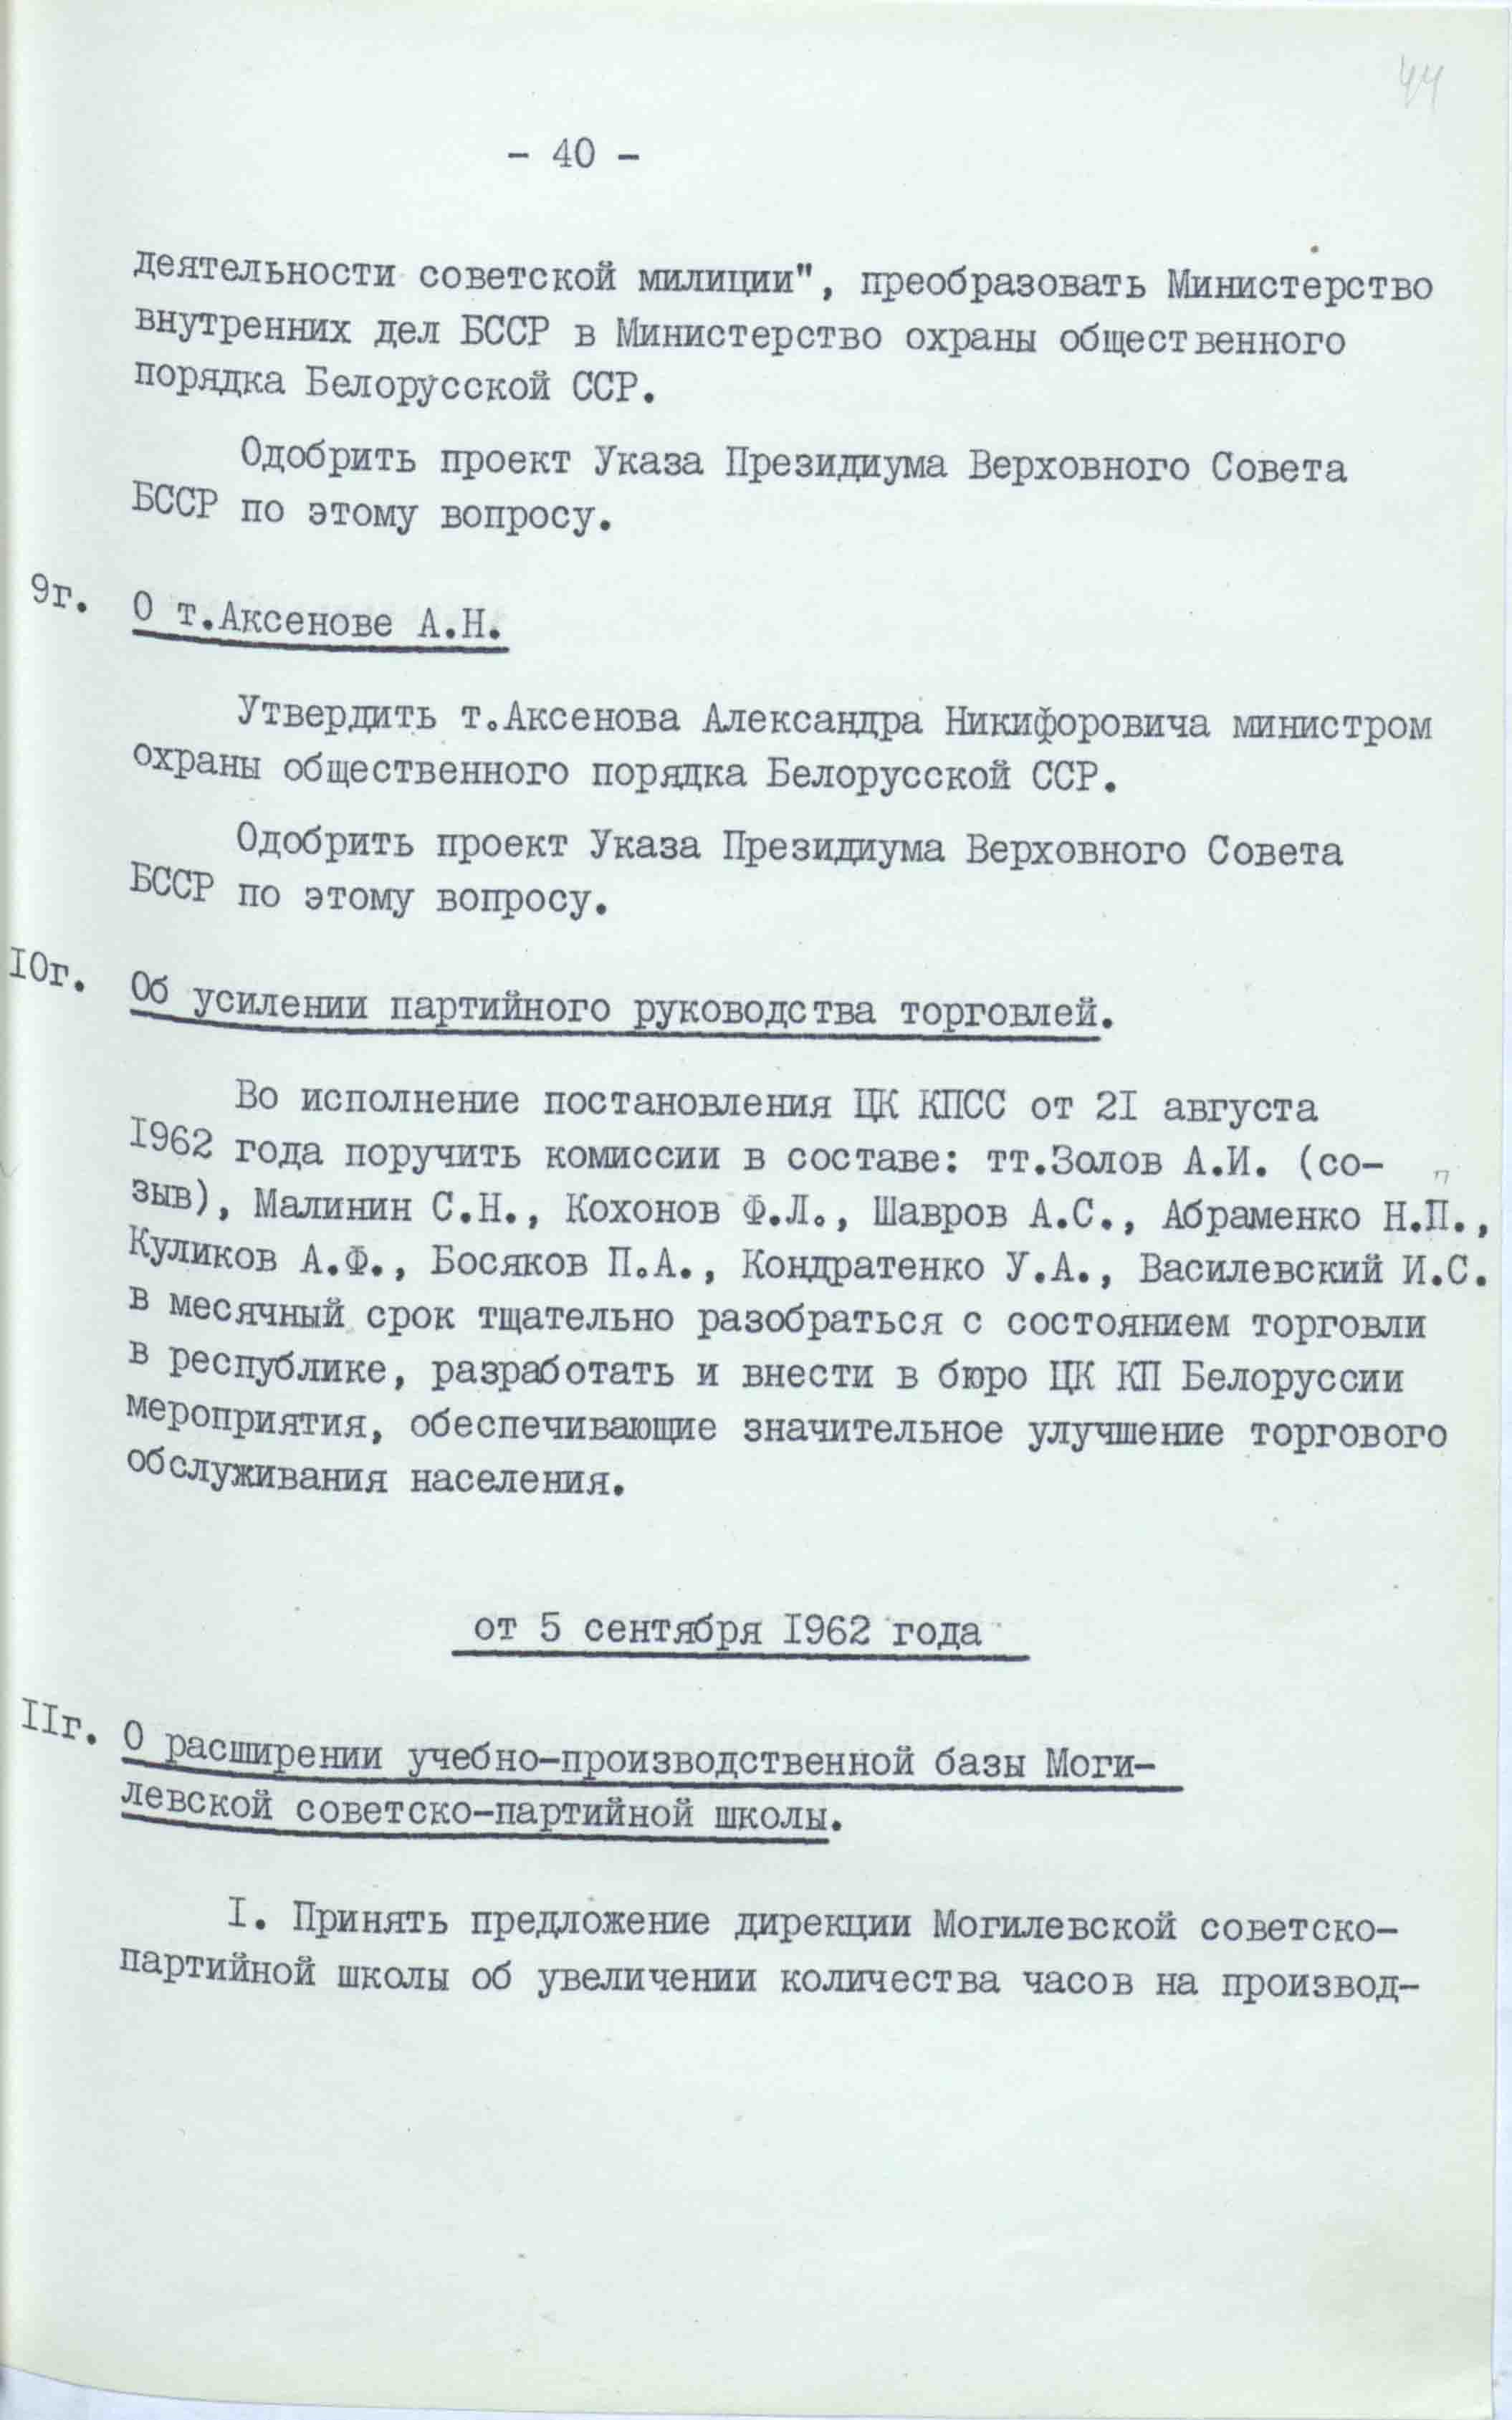 44
- 40 -
деятельности советской милиции", преобразовать Министерство
внутренних дел БССР в Министерство охраны общественного
порядка Белорусской ССР.
Одобрить проект Указа Президиума Верховного Совета
БССР по этому вопросу.
9г. О т.Аксенове А.Н.
Утвердить т.Аксенова Александра Никифоровича министром
охраны общественного порядка Белорусской ССР.
Одобрить проект Указа Президиума Верховного Совета
БССР по этому вопросу.
I0г. Об усилении партийного руководства торговлей.
Во исполнение постановления ЦК КПСС от 2I августа
I962 года поручить комиссии в составе: тт.Золов А.И. (со-
зыв), Малинин С.Н., Кохонов Ф.Л., Шавров А.С., Абраменко Н.П.,
Куликов А.Ф., Босяков П.А., Кондратенко У.А., Василевский И.С.
в месячный срок тщательно разобраться с состоянием торговли
в республике, разработать и внести в бюро ЦК КП Белоруссии
мероприятия, обеспечивающие значительное улучшение торгового
обслуживания населения.
от 5 сентября I962 года
IIг. О расширении учебно-производственной базы Моги-
левской советско-партийной школы.
I. Принять предложение дирекции Могилевской советско-
партийной школы об увеличении количества часов на производ-